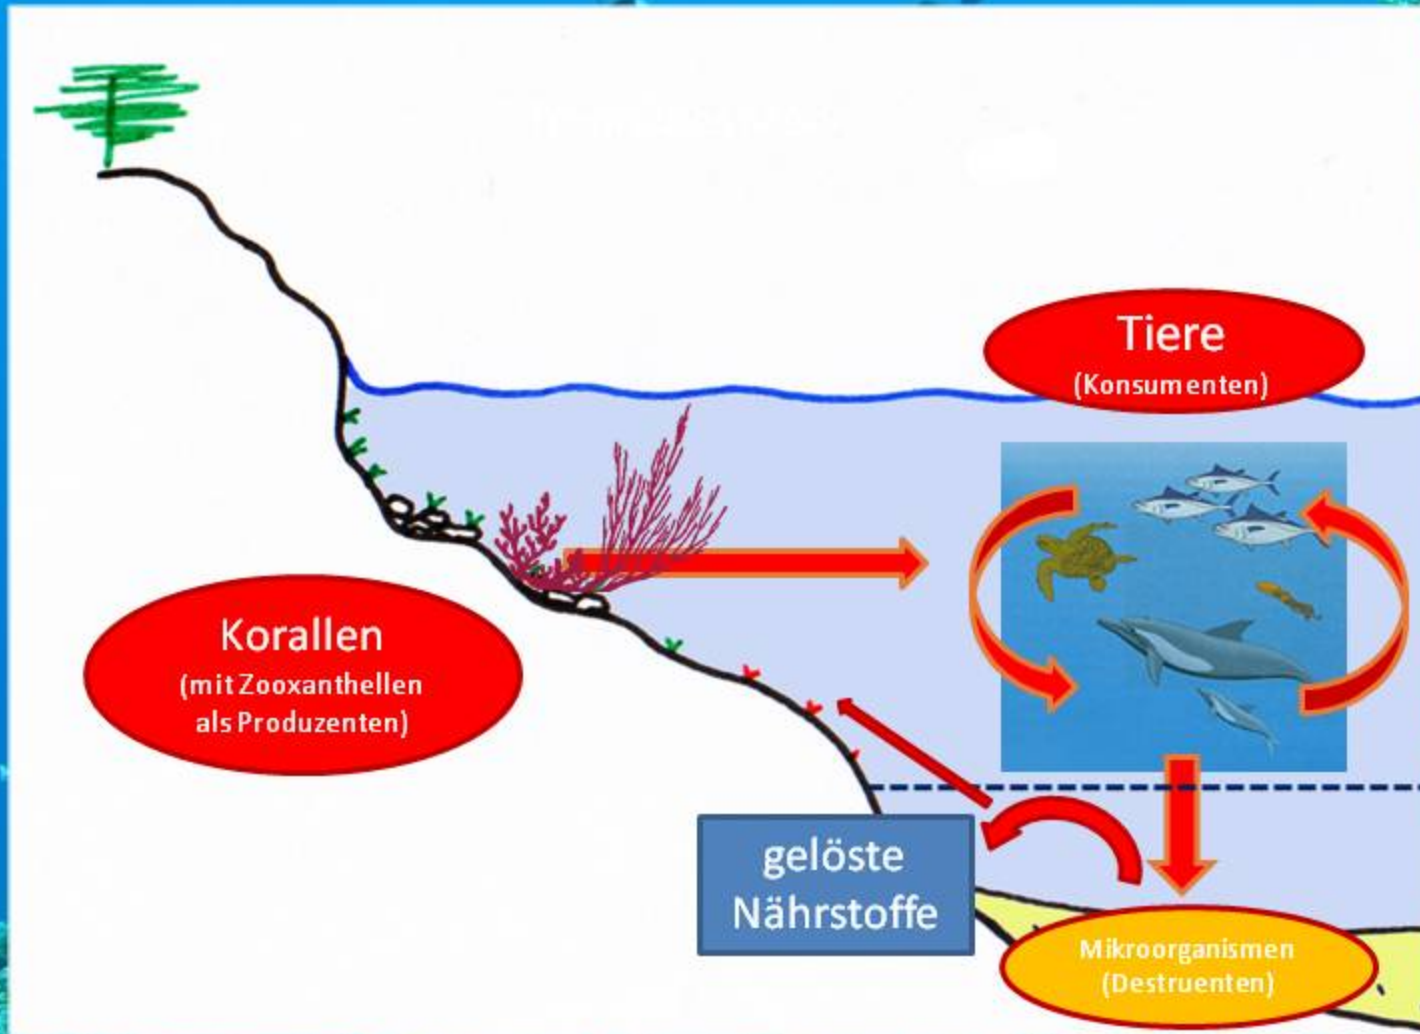 Tiere
(Konsumenten)
Korallen
(mit Zooxanthellen
als Produzenten)
gelöste
Nährstoffe
Mikroorganismen
(Destruenten)